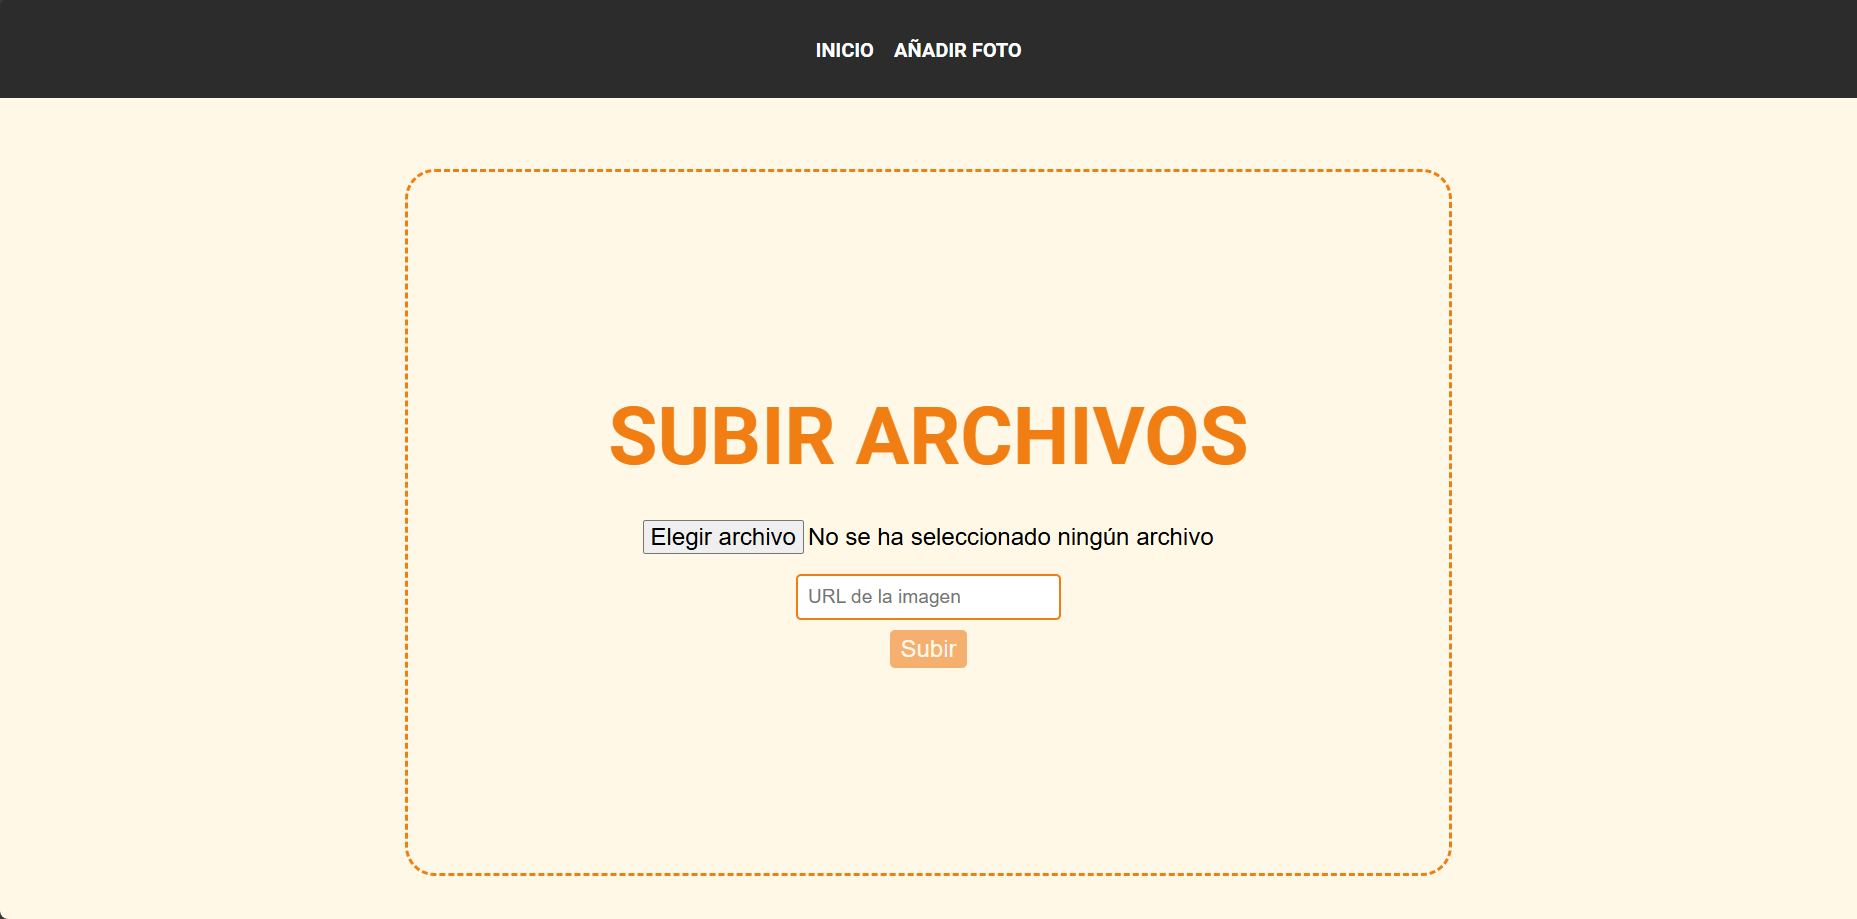 INICIO AÑADIR FOTO
SUBIR ARCHIVOS
Elegir archivo No se ha seleccionado ningún archivo
URL de la imagen
Subir